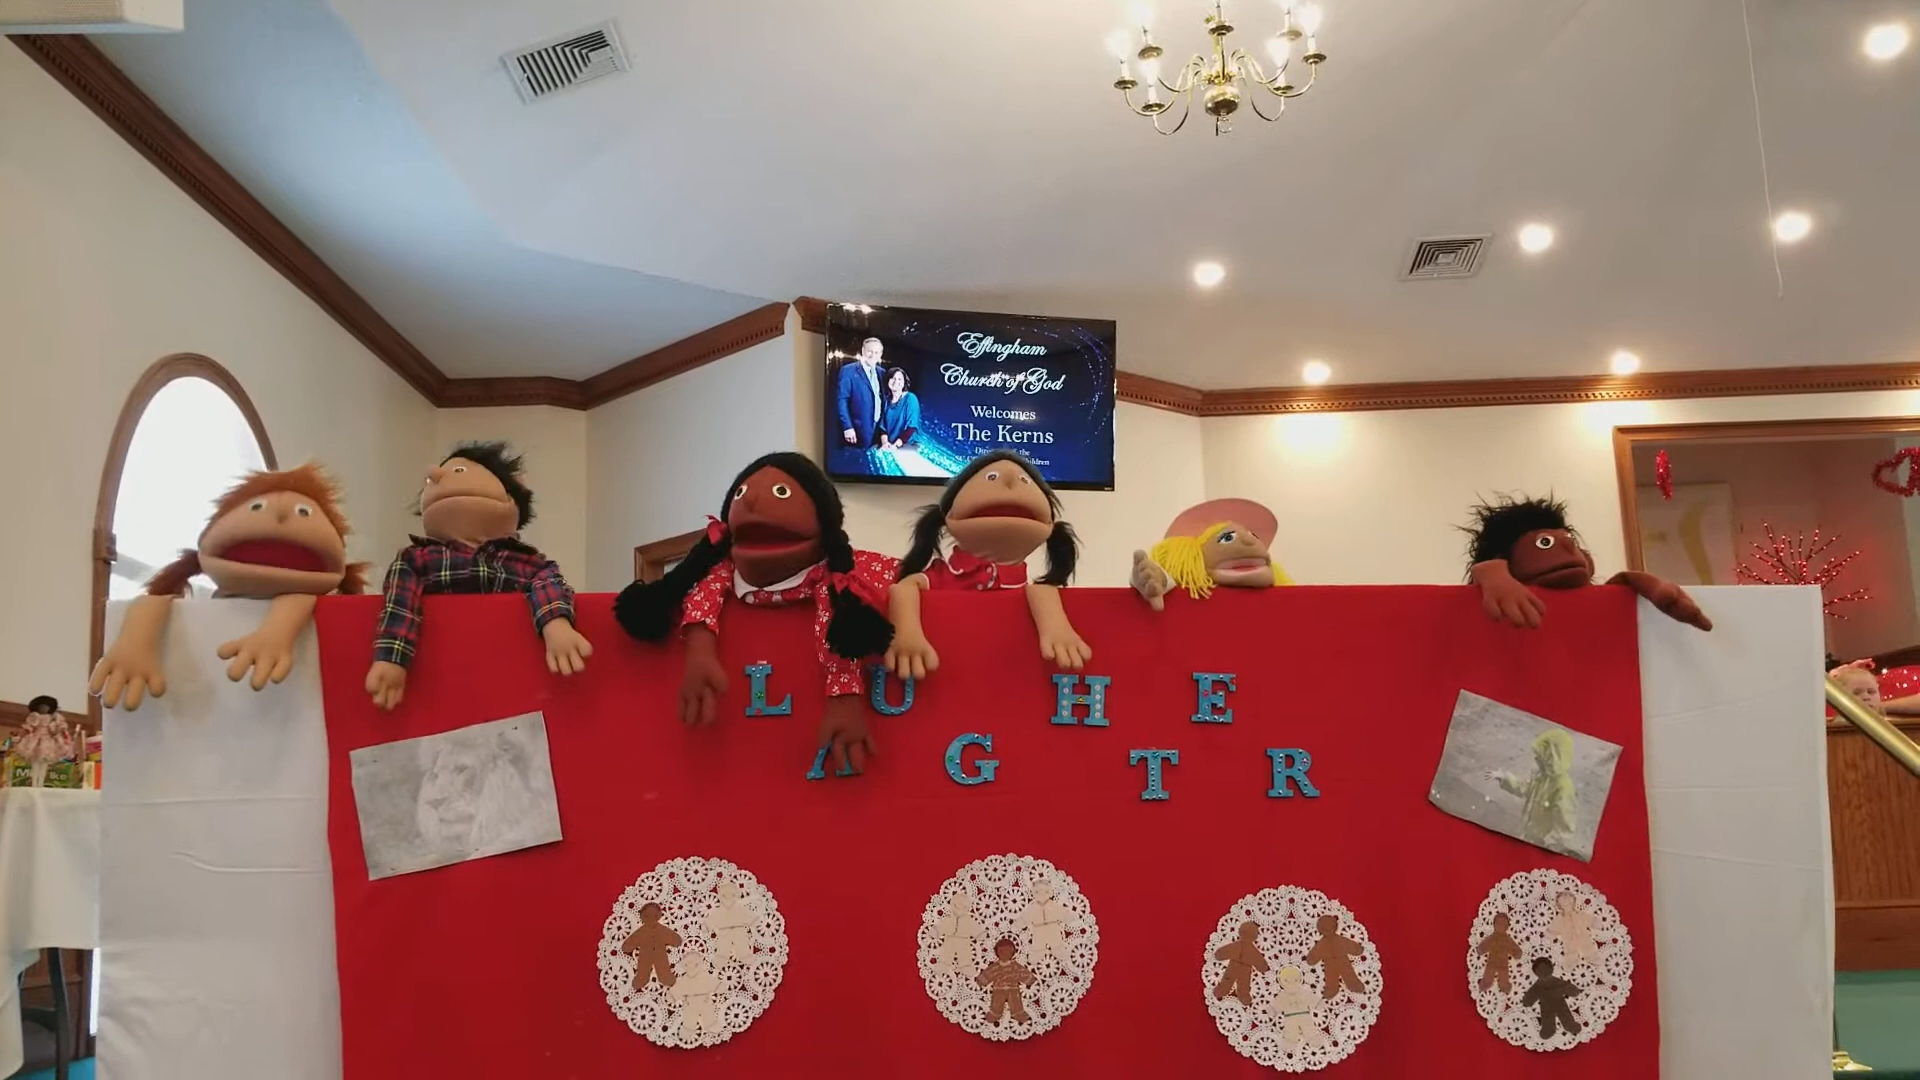 Effingham
Church of God
Welcomes
The Kerns
L U H E
A G T R